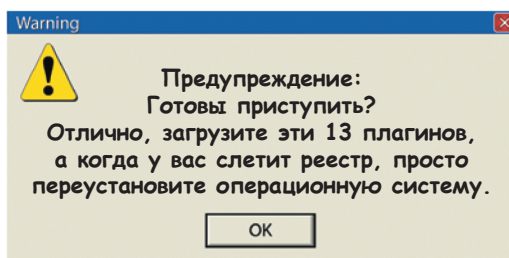 Warning
Предупреждение:
Готовы приступить?
Отлично, загрузите эти 13 плагинов,
а когда у вас слетит реестр, просто
переустановите операционную систему.
OK